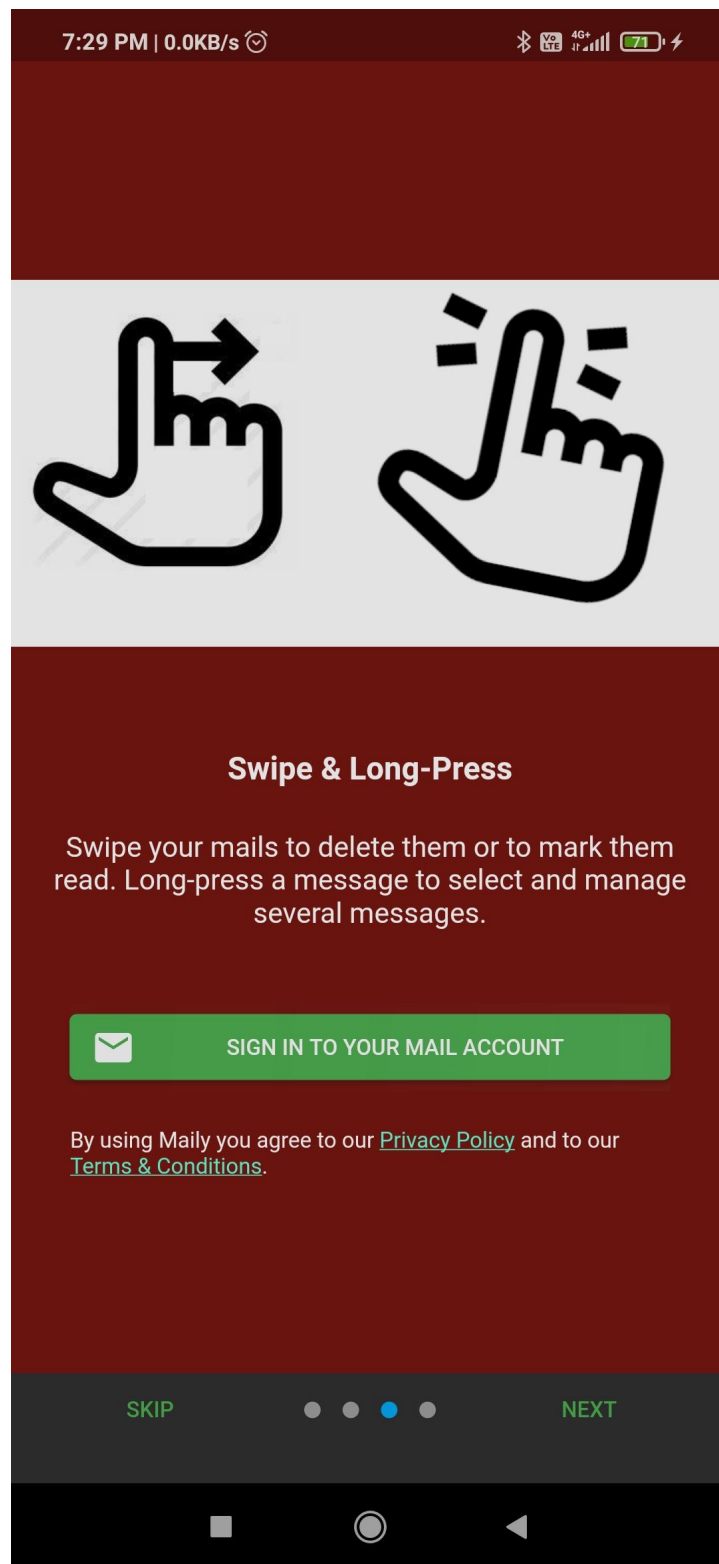 7:29 PM | 0.0KB/s
Vo LTE 4G+ 71
Swipe & Long-Press
Swipe your mails to delete them or to mark them
read. Long-press a message to select and manage
several messages.
SIGN IN TO YOUR MAIL ACCOUNT
By using Maily you agree to our Privacy Policy and to our
Terms & Conditions.
SKIP NEXT